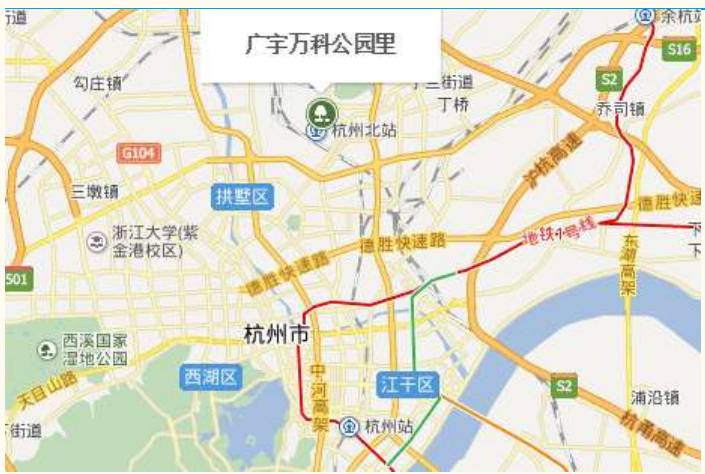 街道
余杭站
广宇万科公园里
S16
S2
勾庄镇
丁兰街道
丁桥
乔司镇
杭州北站
G104
沪杭高速
三墩镇
拱墅区
德胜快速
浙江大学(紫
金港校区)
德胜快速路
地铁1号线
下
下
东湖高架
德胜快速路
S01
杭州市
西溪国家
湿地公园
西湖区
中河高架
江干区
S2
天目山路
浦沿镇
街道
杭州站
杭甬高速